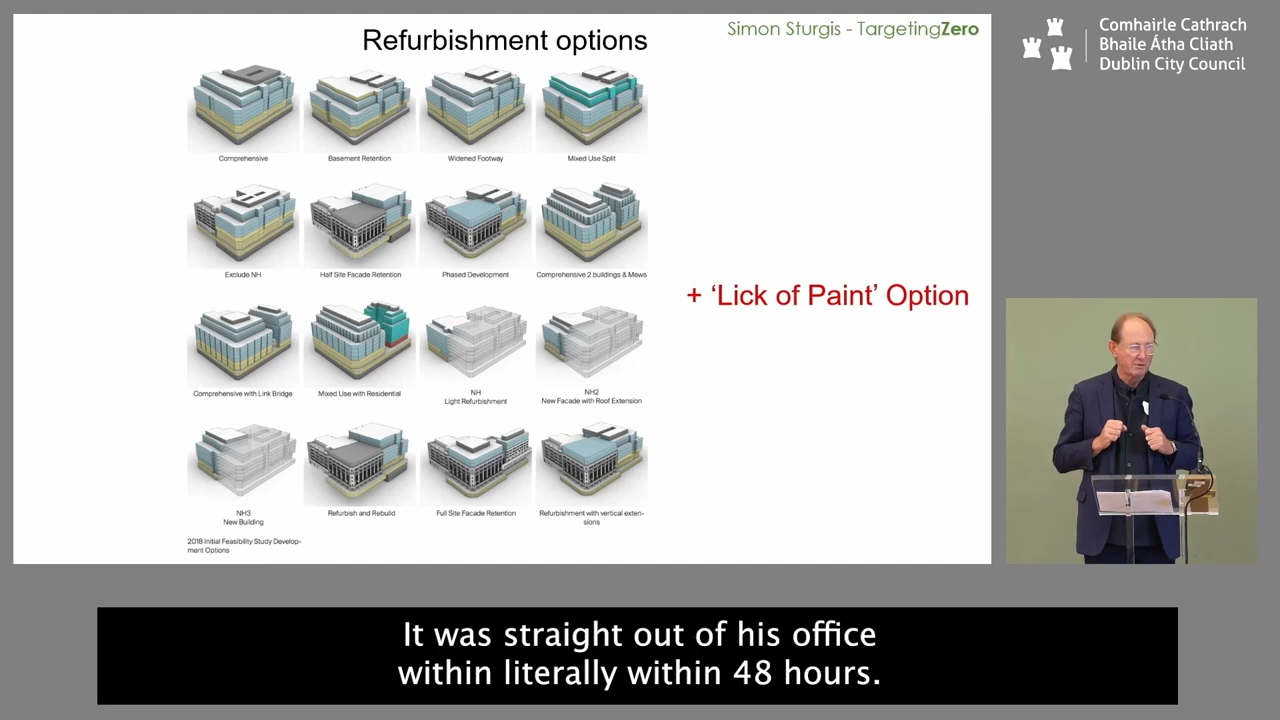 Refurbishment options
Simon Sturgis - TargetingZero
Comhairle Cathrach
Bhaile Átha Cliath
Dublin City Council
Comprehensive
Basement Retention
Widened Footway
Mixed Use Split
Exclude NH
Half Site Facade Retention
Phased Development
Comprehensive 2 buildings & Mews
+ ‘Lick of Paint’ Option
Comprehensive with Link Bridge
Mixed Use with Residential
NH
Light Refurbishment
NH2
New Facade with Roof Extension
NH3
New Building
Refurbish and Rebuild
Full Site Facade Retention
Refurbishment with vertical exten-
sions
2018 Initial Feasibility Study Develop-
ment Options
It was straight out of his office
within literally within 48 hours.